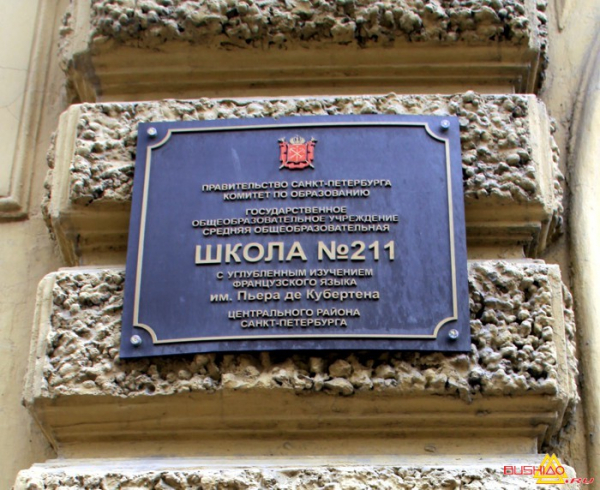 ПРАВИТЕЛЬСТВО САНКТ-ПЕТЕРБУРГА
КОМИТЕТ ПО ОБРАЗОВАНИЮ
ГОСУДАРСТВЕННОЕ
ОБЩЕОБРАЗОВАТЕЛЬНОЕ УЧРЕЖДЕНИЕ
СРЕДНЯЯ ОБЩЕОБРАЗОВАТЕЛЬНАЯ
ШКОЛА №211
С УГЛУБЛЕННЫМ ИЗУЧЕНИЕМ
ФРАНЦУЗСКОГО ЯЗЫКА
им. Пьера де Кубертена
ЦЕНТРАЛЬНОГО РАЙОНА
САНКТ-ПЕТЕРБУРГА
BUSHIDO
.RU